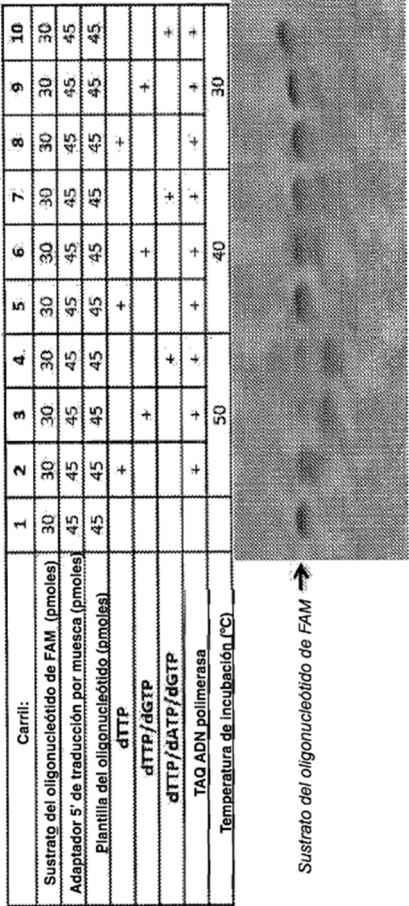 Carril: 1 2 3 4 5 6 7 8 9 10
Sustrato del oligonucleótido de FAM (pmoles) 30 30 30 30 30 30 30 30 30 30
Adaptador 5' de traducción por muesca (pmoles) 45 45 45 45 45 45 45 45 45 45
Plantilla del oligonucleótido (pmoles) 45 45 45 45 45 45 45 45 45 45
dTTP + + +
dTTP/dGTP + + +
dTTP/dATP/dGTP + + +
TAQ ADN polimerasa + + + + + + + + +
Temperatura de incubación (°C) 50 40 30
Sustrato del oligonucleótido de FAM →